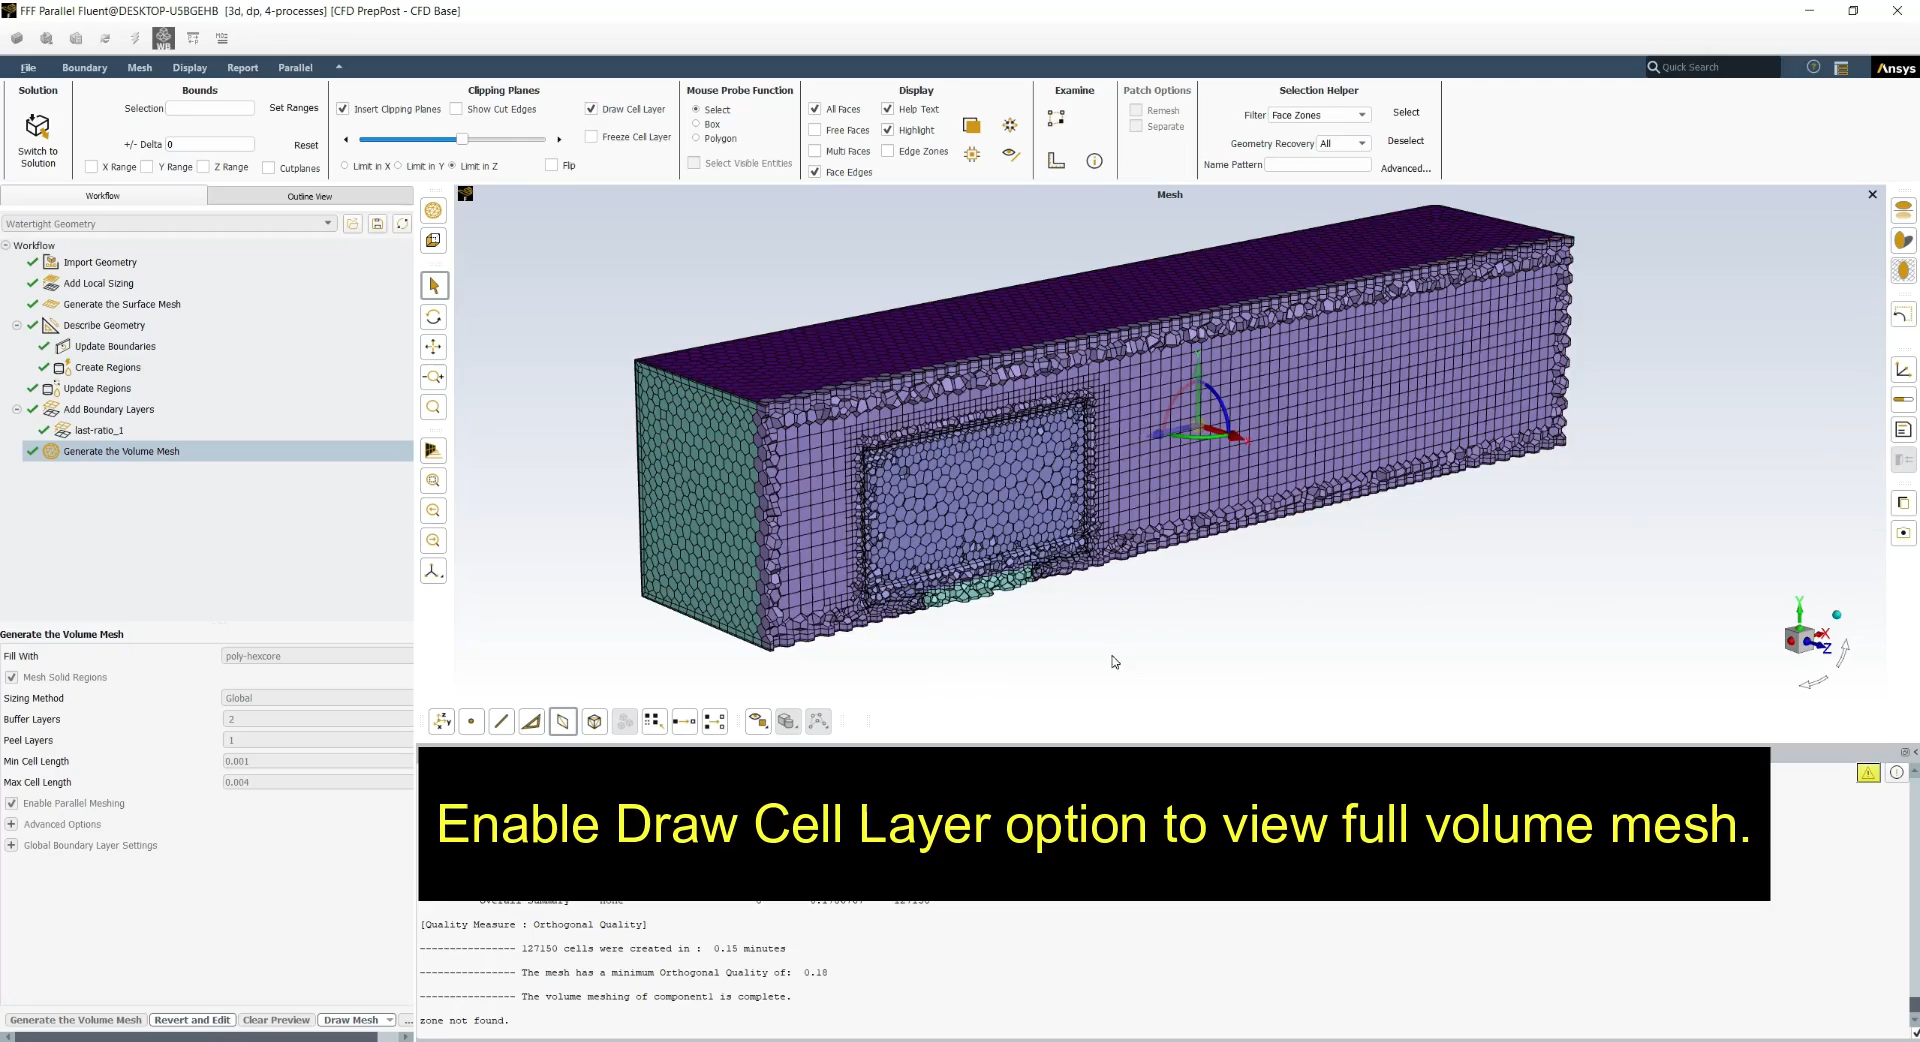 FFF Parallel Fluent@DESKTOP-U5BGEHB [3d, dp, 4-processes] [CFD PrepPost - CFD Base]
WB
File Boundary Mesh Display Report Parallel Quick Search Ansys
Solution Bounds Clipping Planes Mouse Probe Function Display Examine Patch Options Selection Helper
Switch to Solution
Selection Set Ranges
+/- Delta 0 Reset
X Range Y Range Z Range Cutplanes
Insert Clipping Planes Show Cut Edges Draw Cell Layer
Freeze Cell Layer
Limit in X Limit in Y Limit in Z Flip
Select
Box
Polygon
Select Visible Entities
All Faces Help Text
Free Faces Highlight
Multi Faces Edge Zones
Face Edges
Remesh
Separate
Filter Face Zones Select
Geometry Recovery All Deselect
Name Pattern Advanced...
Workflow Outline View
Watertight Geometry
Workflow
Import Geometry
Add Local Sizing
Generate the Surface Mesh
Describe Geometry
Update Boundaries
Create Regions
Update Regions
Add Boundary Layers
last-ratio_1
Generate the Volume Mesh
Mesh
Y
X
Z
Generate the Volume Mesh
Fill With poly-hexcore
Mesh Solid Regions
Sizing Method Global
Buffer Layers 2
Peel Layers 1
Min Cell Length 0.001
Max Cell Length 0.004
Enable Parallel Meshing
Advanced Options
Global Boundary Layer Settings
Generate the Volume Mesh Revert and Edit Clear Preview Draw Mesh ...
Enable Draw Cell Layer option to view full volume mesh.
[Quality Measure : Orthogonal Quality]
---------------- 127150 cells were created in : 0.15 minutes
---------------- The mesh has a minimum Orthogonal Quality of: 0.18
---------------- The volume meshing of component1 is complete.
zone not found.